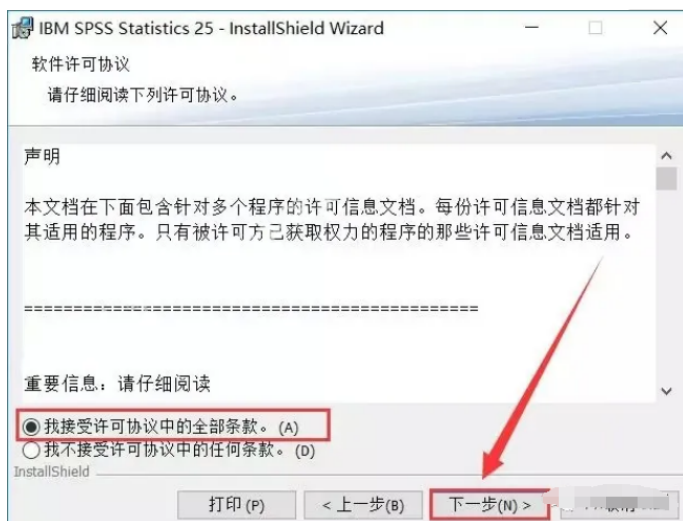 IBM SPSS Statistics 25 - InstallShield Wizard
软件许可协议
请仔细阅读下列许可协议。
声明
本文档在下面包含针对多个程序的许可信息文档。每份许可信息文档都针对
其适用的程序。只有被许可方已获取权力的程序的那些许可信息文档适用。
==============================================
重要信息：请仔细阅读
我接受许可协议中的全部条款。(A)
我不接受许可协议中的任何条款。(D)
InstallShield
打印(P) < 上一步(B) 下一步(N) >